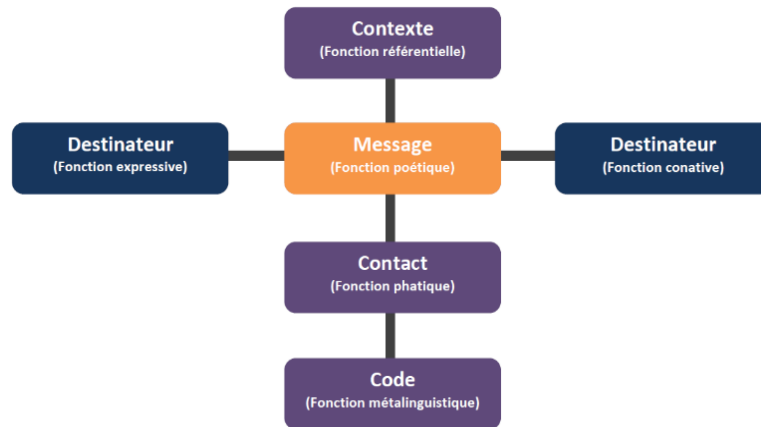 Contexte
(Fonction référentielle)
Destinateur
(Fonction expressive)
Message
(Fonction poétique)
Destinateur
(Fonction conative)
Contact
(Fonction phatique)
Code
(Fonction métalinguistique)